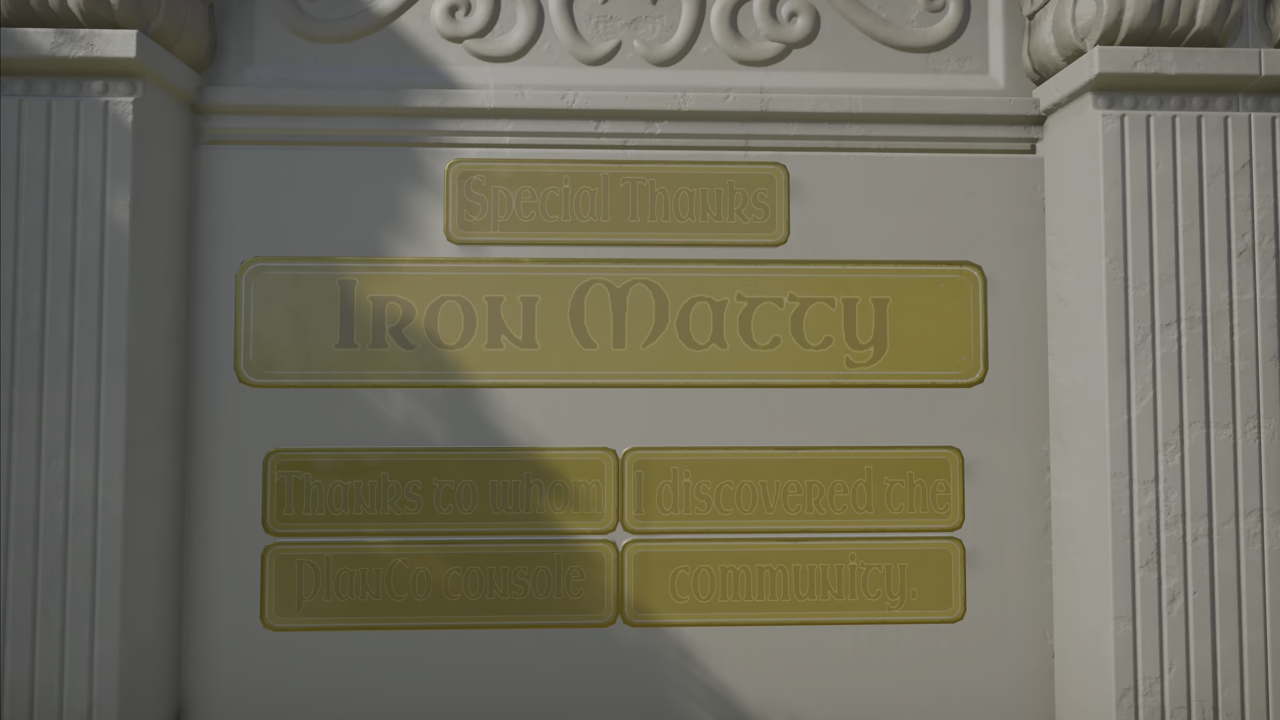 Special Thanks
Iron Matty
Thanks to whom I discovered the
PlanCo console community.